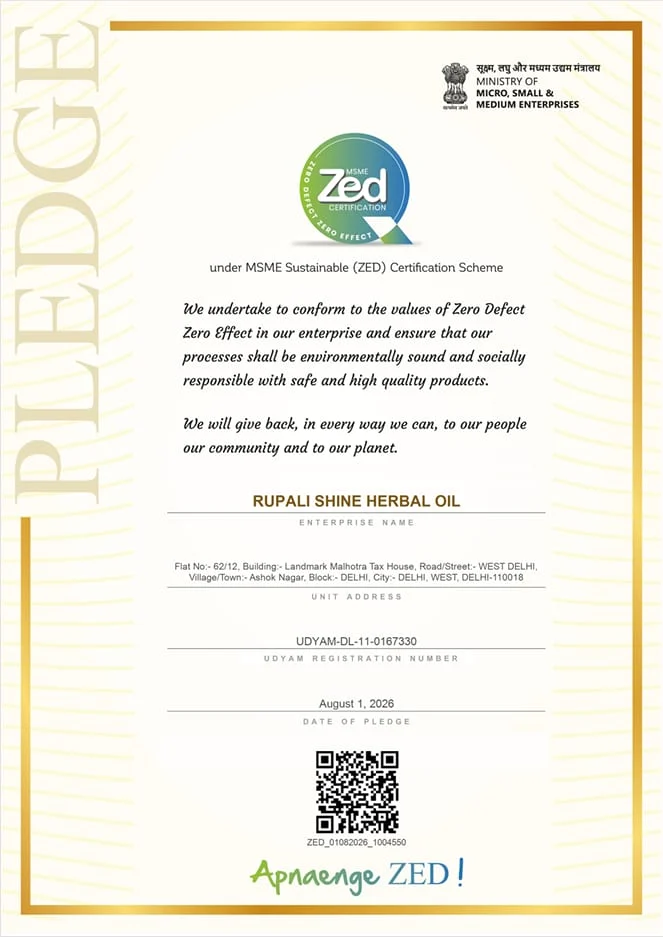 PLEDGE
सूक्ष्म, लघु और मध्यम उद्यम मंत्रालय
MINISTRY OF
MICRO, SMALL &
MEDIUM ENTERPRISES
सत्यमेव जयते
MSME
Zed
CERTIFICATION
ZERO DEFECT ZERO EFFECT
under MSME Sustainable (ZED) Certification Scheme
We undertake to conform to the values of Zero Defect
Zero Effect in our enterprise and ensure that our
processes shall be environmentally sound and socially
responsible with safe and high quality products.
We will give back, in every way we can, to our people
our community and to our planet.
RUPALI SHINE HERBAL OIL
ENTERPRISE NAME
Flat No:- 62/12, Building:- Landmark Malhotra Tax House, Road/Street:- WEST DELHI,
Village/Town:- Ashok Nagar, Block:- DELHI, City:- DELHI, WEST, DELHI-110018
UNIT ADDRESS
UDYAM-DL-11-0167330
UDYAM REGISTRATION NUMBER
August 1, 2026
DATE OF PLEDGE
ZED_01082026_1004550
Apnaenge ZED!